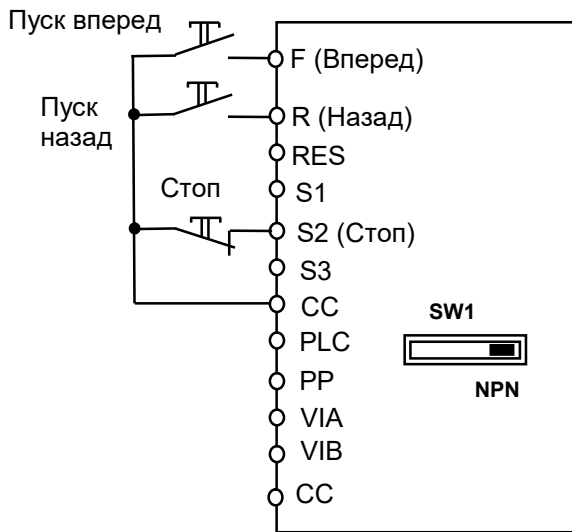 Пуск вперед
F (Вперед)
Пуск
назад
R (Назад)
RES
Стоп
S1
S2 (Стоп)
S3
CC
SW1
PLC
NPN
PP
VIA
VIB
CC